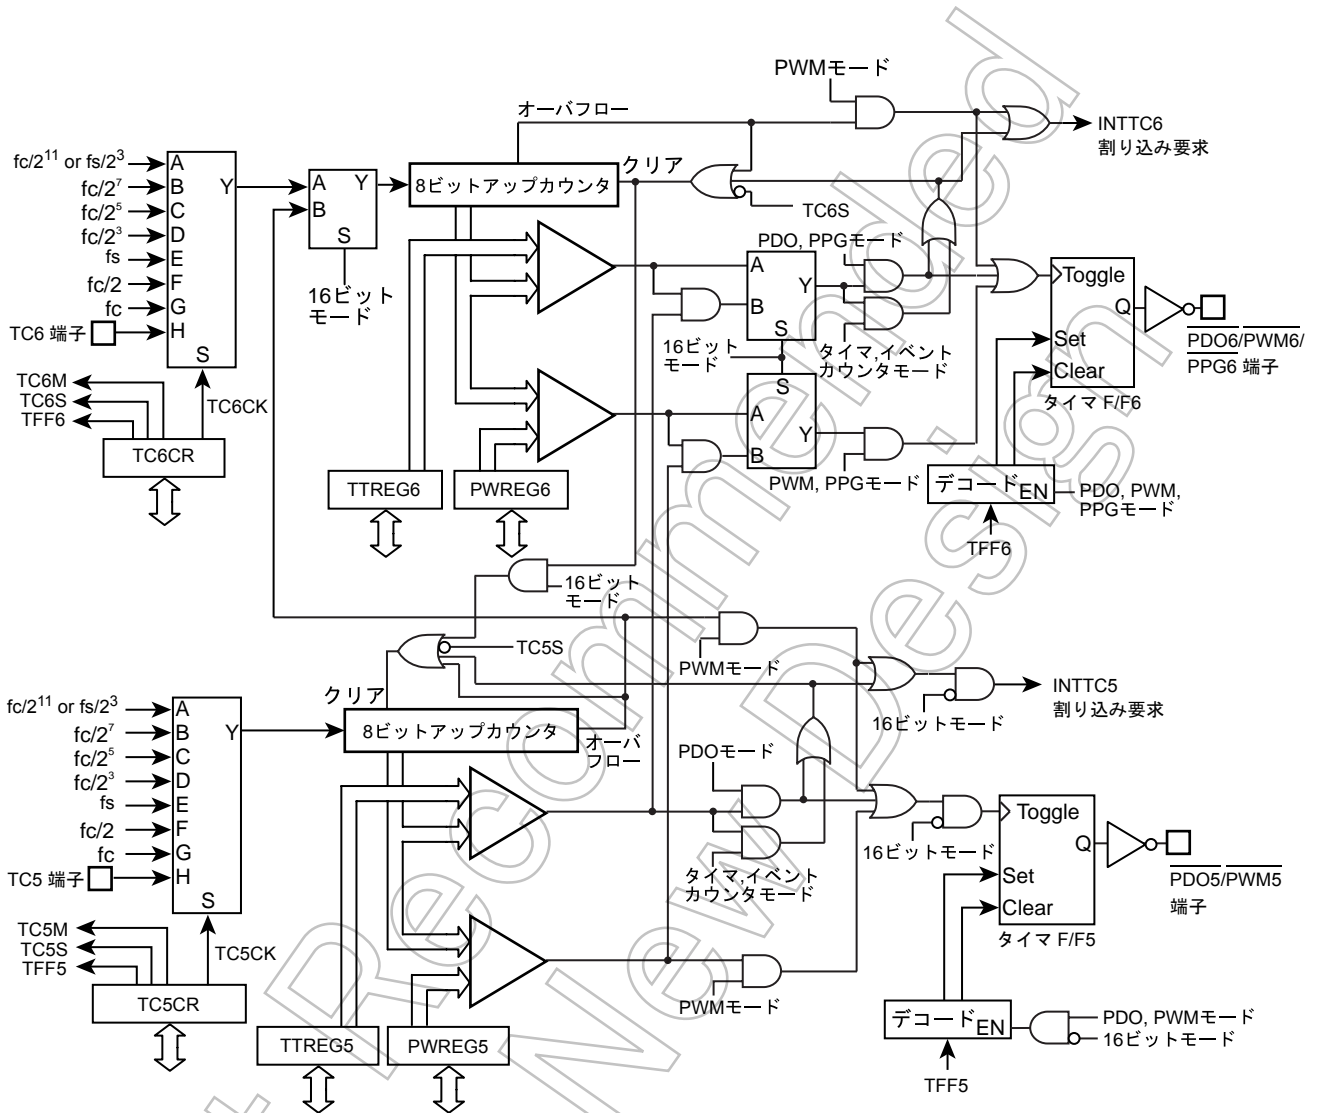 PWMモード
オーバフロー
INTTC6
割り込み要求
fc/2¹¹ or fs/2³
fc/2⁷
fc/2⁵
fc/2³
fs
fc/2
fc
TC6 端子
A
B
C
D
E
F
G
H
Y
S
A
B
Y
S
16ビット
モード
クリア
8ビットアップカウンタ
TC6S
PDO, PPGモード
A
B
Y
S
16ビット
モード
タイマ,イベント
カウンタモード
S
A
B
Y
PWM, PPGモード
Toggle
Q
Set
Clear
タイマ F/F6
PDO6/PWM6/
PPG6 端子
TC6M
TC6S
TFF6
TC6CK
TC6CR
TTREG6
PWREG6
デコード EN
PDO, PWM,
PPGモード
TFF6
16ビット
モード
TC5S
PWMモード
INTTC5
割り込み要求
16ビットモード
クリア
8ビットアップカウンタ
オーバ
フロー
fc/2¹¹ or fs/2³
fc/2⁷
fc/2⁵
fc/2³
fs
fc/2
fc
TC5 端子
A
B
C
D
E
F
G
H
Y
S
PDOモード
タイマ,イベント
カウンタモード
16ビットモード
Toggle
Q
Set
Clear
タイマ F/F5
PDO5/PWM5
端子
TC5M
TC5S
TFF5
TC5CK
TC5CR
TTREG5
PWREG5
PWMモード
デコード EN
PDO, PWMモード
16ビットモード
TFF5
Recommended
New Design